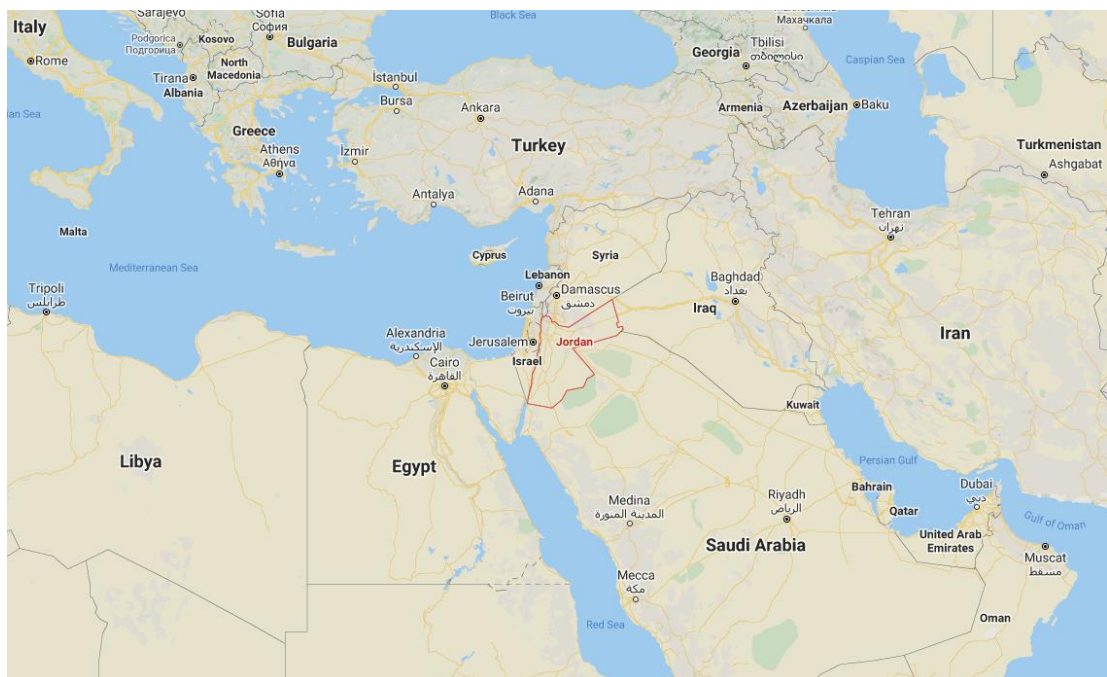 Sarajevo
Italy
Rome
Podgorica
Подгорица
Kosovo
Sofia
София
Bulgaria
North
Macedonia
Tirana
Albania
Greece
Athens
Αθήνα
Black Sea
İstanbul
Bursa
Ankara
İzmir
Turkey
Antalya
Adana
Georgia
Tbilisi
თბილისი
Махачкала
Caspian Sea
Armenia
Azerbaijan
Baku
Turkmenistan
Ashgabat
Tehran
تهران
Malta
Mediterranean Sea
Cyprus
Syria
Lebanon
Beirut
بيروت
Damascus
دمشق
Baghdad
بغداد
Iraq
Iran
Tripoli
طرابلس
Alexandria
الإسكندرية
Cairo
القاهرة
Jerusalem
Israel
Jordan
Kuwait
Libya
Egypt
Persian Gulf
Bahrain
Qatar
Dubai
دبي
Gulf of Oman
United Arab
Emirates
Muscat
مسقط
Medina
المدينة المنورة
Riyadh
الرياض
Saudi Arabia
Mecca
مكة
Red Sea
Oman